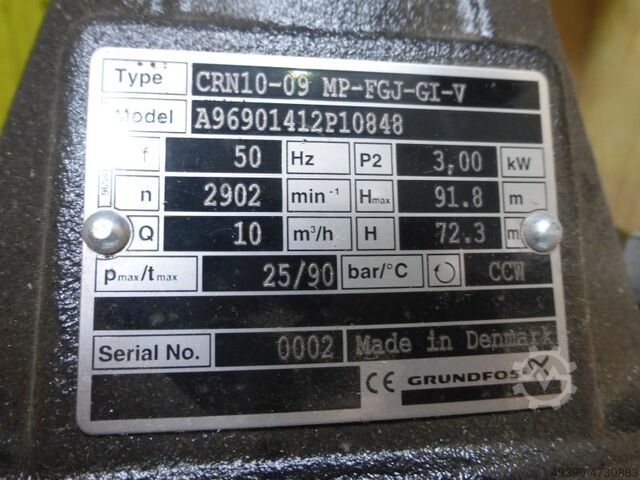 Type CRN10-09 MP-FGJ-GI-V
Model A96901412P10848
f 50 Hz P2 3,00 kW
n 2902 min⁻¹ Hmax 91.8 m
Q 10 m³/h H 72.3 m
pmax/tmax 25/90 bar/°C CCW
Serial No. 0002 Made in Denmark
CE GRUNDFOS
49390-4730883